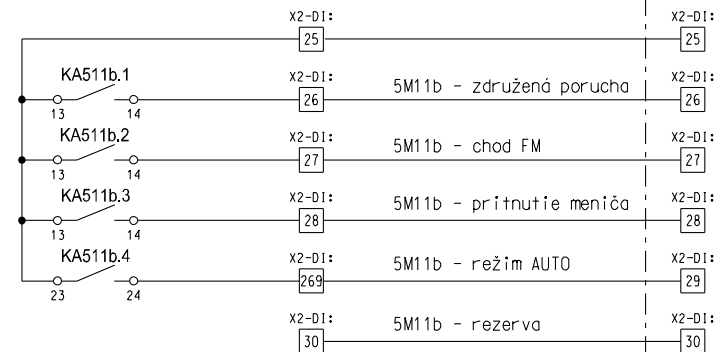 X2-DI: X2-DI:
25 25
KA511b.1 X2-DI: 5M11b - združená porucha X2-DI:
13 14 26 26
KA511b.2 X2-DI: 5M11b - chod FM X2-DI:
13 14 27 27
KA511b.3 X2-DI: 5M11b - pritnutie meniča X2-DI:
13 14 28 28
KA511b.4 X2-DI: 5M11b - režim AUTO X2-DI:
23 24 269 29
X2-DI: 5M11b - rezerva X2-DI:
30 30